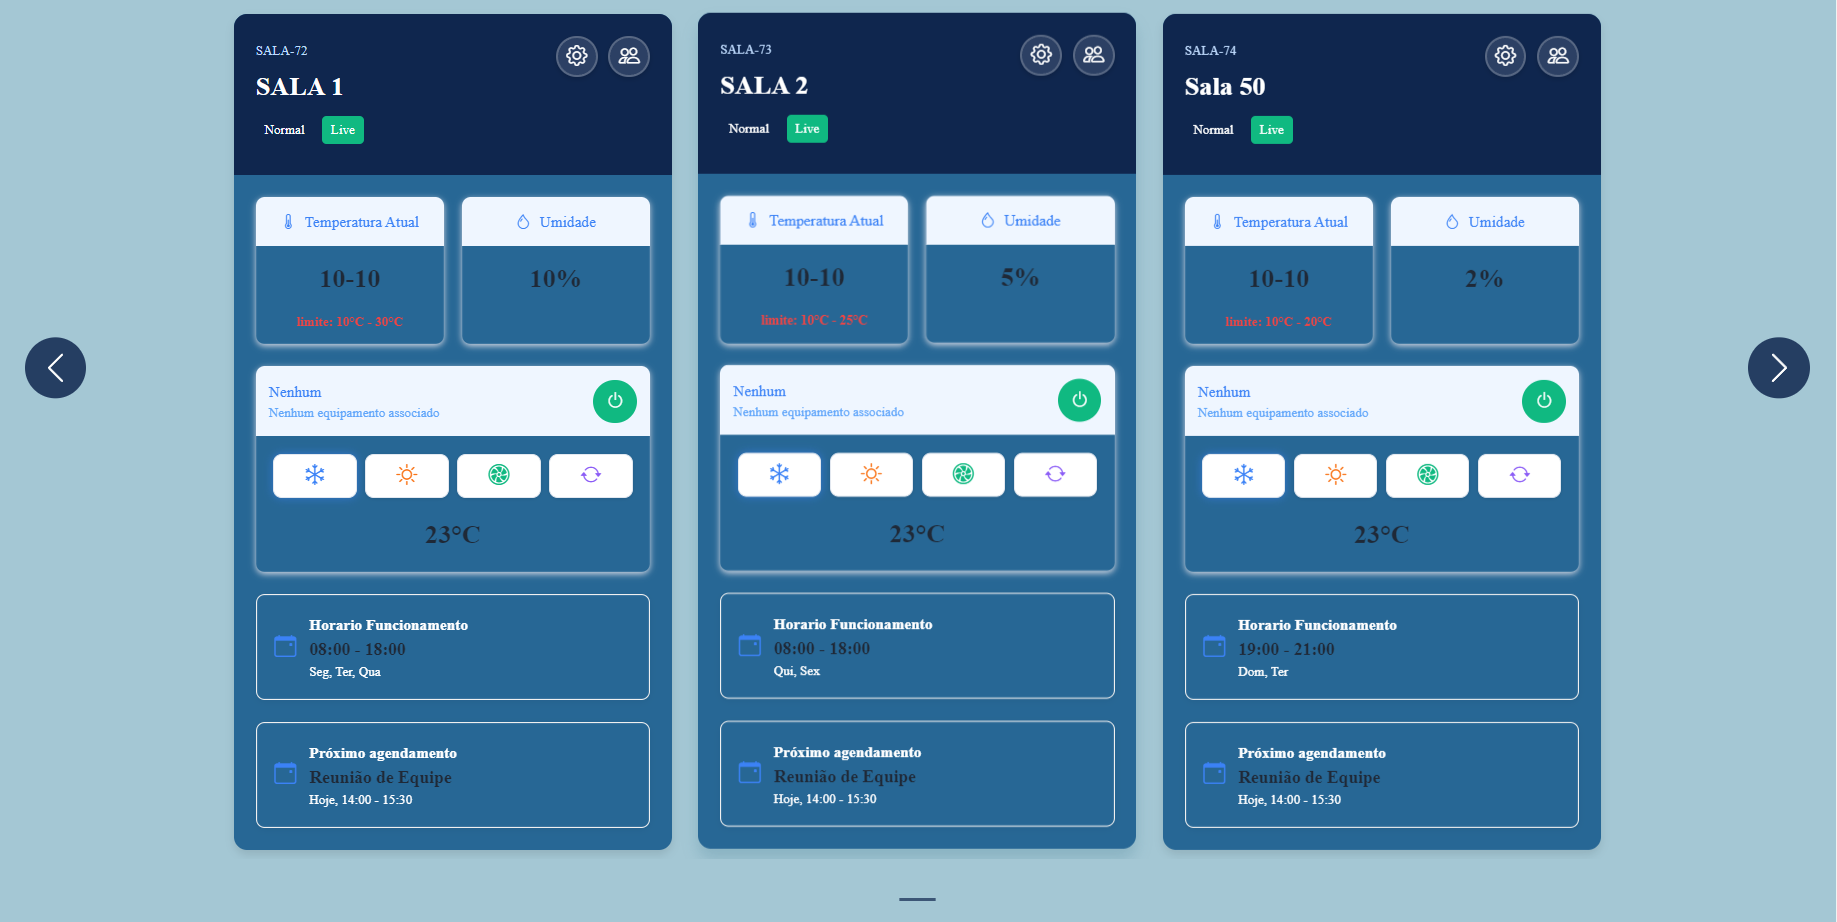 SALA-72
SALA 1
Normal Live
Temperatura Atual
10-10
limite: 10°C - 30°C
Umidade
10%
Nenhum
Nenhum equipamento associado
23°C
Horario Funcionamento
08:00 - 18:00
Seg, Ter, Qua
Próximo agendamento
Reunião de Equipe
Hoje, 14:00 - 15:30
SALA-73
SALA 2
Normal Live
Temperatura Atual
10-10
limite: 10°C - 25°C
Umidade
5%
Nenhum
Nenhum equipamento associado
23°C
Horario Funcionamento
08:00 - 18:00
Qui, Sex
Próximo agendamento
Reunião de Equipe
Hoje, 14:00 - 15:30
SALA-74
Sala 50
Normal Live
Temperatura Atual
10-10
limite: 10°C - 20°C
Umidade
2%
Nenhum
Nenhum equipamento associado
23°C
Horario Funcionamento
19:00 - 21:00
Dom, Ter
Próximo agendamento
Reunião de Equipe
Hoje, 14:00 - 15:30